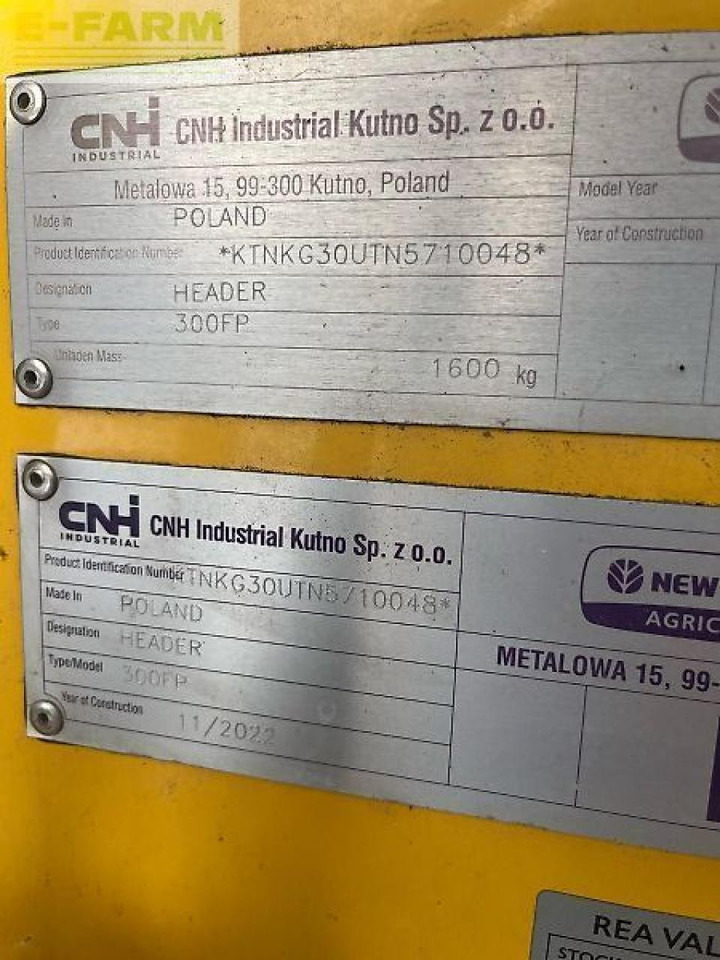 E-FARM
CNH INDUSTRIAL CNH Industrial Kutno Sp. z o.o.
Metalowa 15, 99-300 Kutno, Poland
Made in POLAND
Product Identification Number *KTNKG30UTN5710048*
Designation HEADER
Type 300FP
Unladen Mass 1600 kg
Model Year
Year of Construction
CNH INDUSTRIAL CNH Industrial Kutno Sp. z o.o.
Product Identification Number KTNKG30UTN5710048*
Made in POLAND
Designation HEADER
Type/Model 300FP
Year of Construction 11/2022
NEW
AGRIC
METALOWA 15, 99-
REA VAL
STOCK